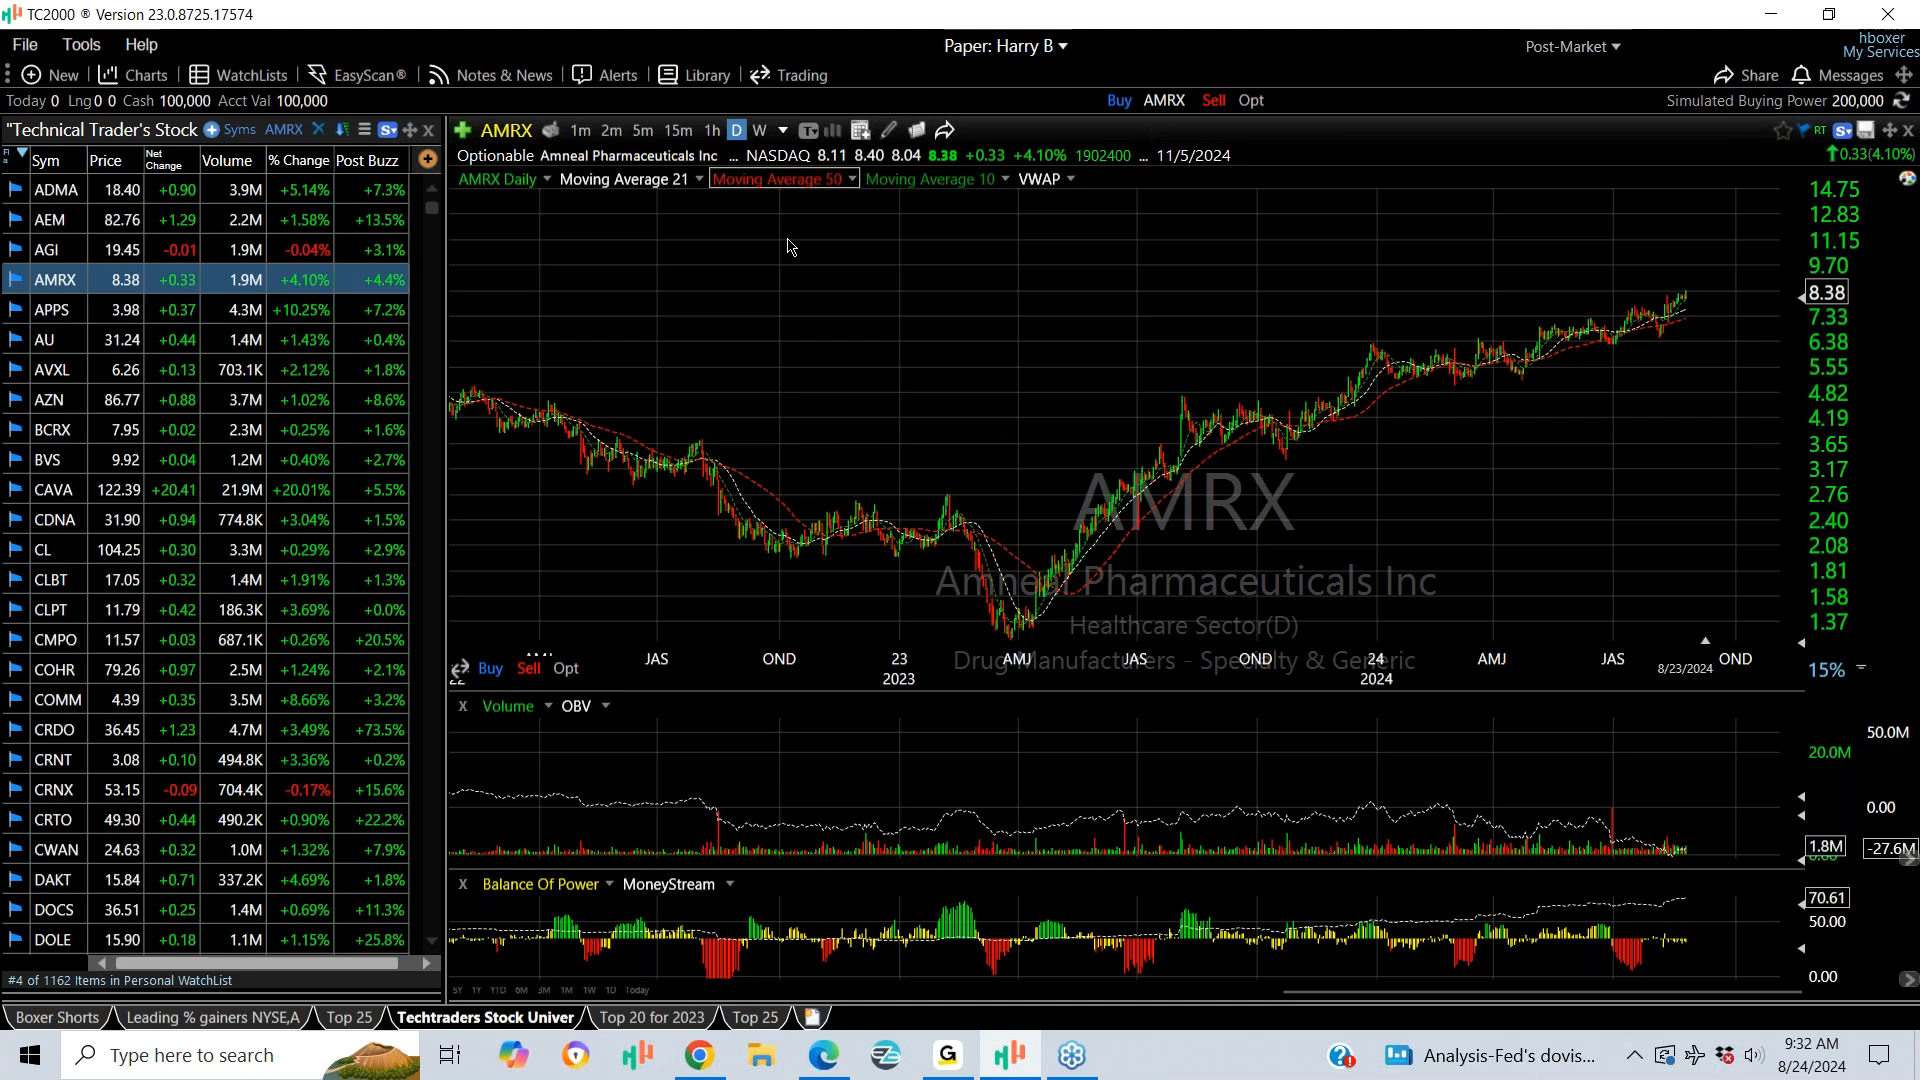 TC2000 ® Version 23.0.8725.17574
File Tools Help
Paper: Harry B
Post-Market
hboxer
My Services
New Charts WatchLists EasyScan® Notes & News Alerts Library Trading
Share Messages
Today 0 Lng 0 0 Cash 100,000 Acct Val 100,000
Buy AMRX Sell Opt
Simulated Buying Power 200,000
"Technical Trader's Stock Syms AMRX
AMRX 1m 2m 5m 15m 1h D W
RT
Sym Price Net Change Volume % Change Post Buzz
Optionable Amneal Pharmaceuticals Inc ... NASDAQ 8.11 8.40 8.04 8.38 +0.33 +4.10% 1902400 ... 11/5/2024
0.33(4.10%)
AMRX Daily Moving Average 21 Moving Average 50 Moving Average 10 VWAP
ADMA 18.40 +0.90 3.9M +5.14% +7.3%
AEM 82.76 +1.29 2.2M +1.58% +13.5%
AGI 19.45 -0.01 1.9M -0.04% +3.1%
AMRX 8.38 +0.33 1.9M +4.10% +4.4%
APPS 3.98 +0.37 4.3M +10.25% +7.2%
AU 31.24 +0.44 1.4M +1.43% +0.4%
AVXL 6.26 +0.13 703.1K +2.12% +1.8%
AZN 86.77 +0.88 3.7M +1.02% +8.6%
BCRX 7.95 +0.02 2.3M +0.25% +1.6%
BVS 9.92 +0.04 1.2M +0.40% +2.7%
CAVA 122.39 +20.41 21.9M +20.01% +5.5%
CDNA 31.90 +0.94 774.8K +3.04% +1.5%
CL 104.25 +0.30 3.3M +0.29% +2.9%
CLBT 17.05 +0.32 1.4M +1.91% +1.3%
CLPT 11.79 +0.42 186.3K +3.69% +0.0%
CMPO 11.57 +0.03 687.1K +0.26% +20.5%
COHR 79.26 +0.97 2.5M +1.24% +2.1%
COMM 4.39 +0.35 3.5M +8.66% +3.2%
CRDO 36.45 +1.23 4.7M +3.49% +73.5%
CRNT 3.08 +0.10 494.8K +3.36% +0.2%
CRNX 53.15 -0.09 704.4K -0.17% +15.6%
CRTO 49.30 +0.44 490.2K +0.90% +22.2%
CWAN 24.63 +0.32 1.0M +1.32% +7.9%
DAKT 15.84 +0.71 337.2K +4.69% +1.8%
DOCS 36.51 +0.25 1.4M +0.69% +11.3%
DOLE 15.90 +0.18 1.1M +1.15% +25.8%
#4 of 1162 Items in Personal WatchList
14.75
12.83
11.15
9.70
8.38
7.33
6.38
5.55
4.82
4.19
3.65
3.17
2.76
2.40
2.08
1.81
1.58
1.37
15%
AMRX
Amneal Pharmaceuticals Inc
Healthcare Sector(D)
Drug Manufacturers - Specialty & Generic
JAS OND 23 AMJ JAS OND 24 AMJ JAS OND
22 2023 2024
8/23/2024
Buy Sell Opt
X Volume OBV
50.0M
20.0M
0.00
1.8M
-27.6M
X Balance Of Power MoneyStream
70.61
50.00
0.00
5Y 1Y YTD 6M 3M 1M 1W 1D Today
Boxer Shorts Leading % gainers NYSE,A Top 25 Techtraders Stock Univer Top 20 for 2023 Top 25
Type here to search
Analysis-Fed's dovis...
9:32 AM
8/24/2024